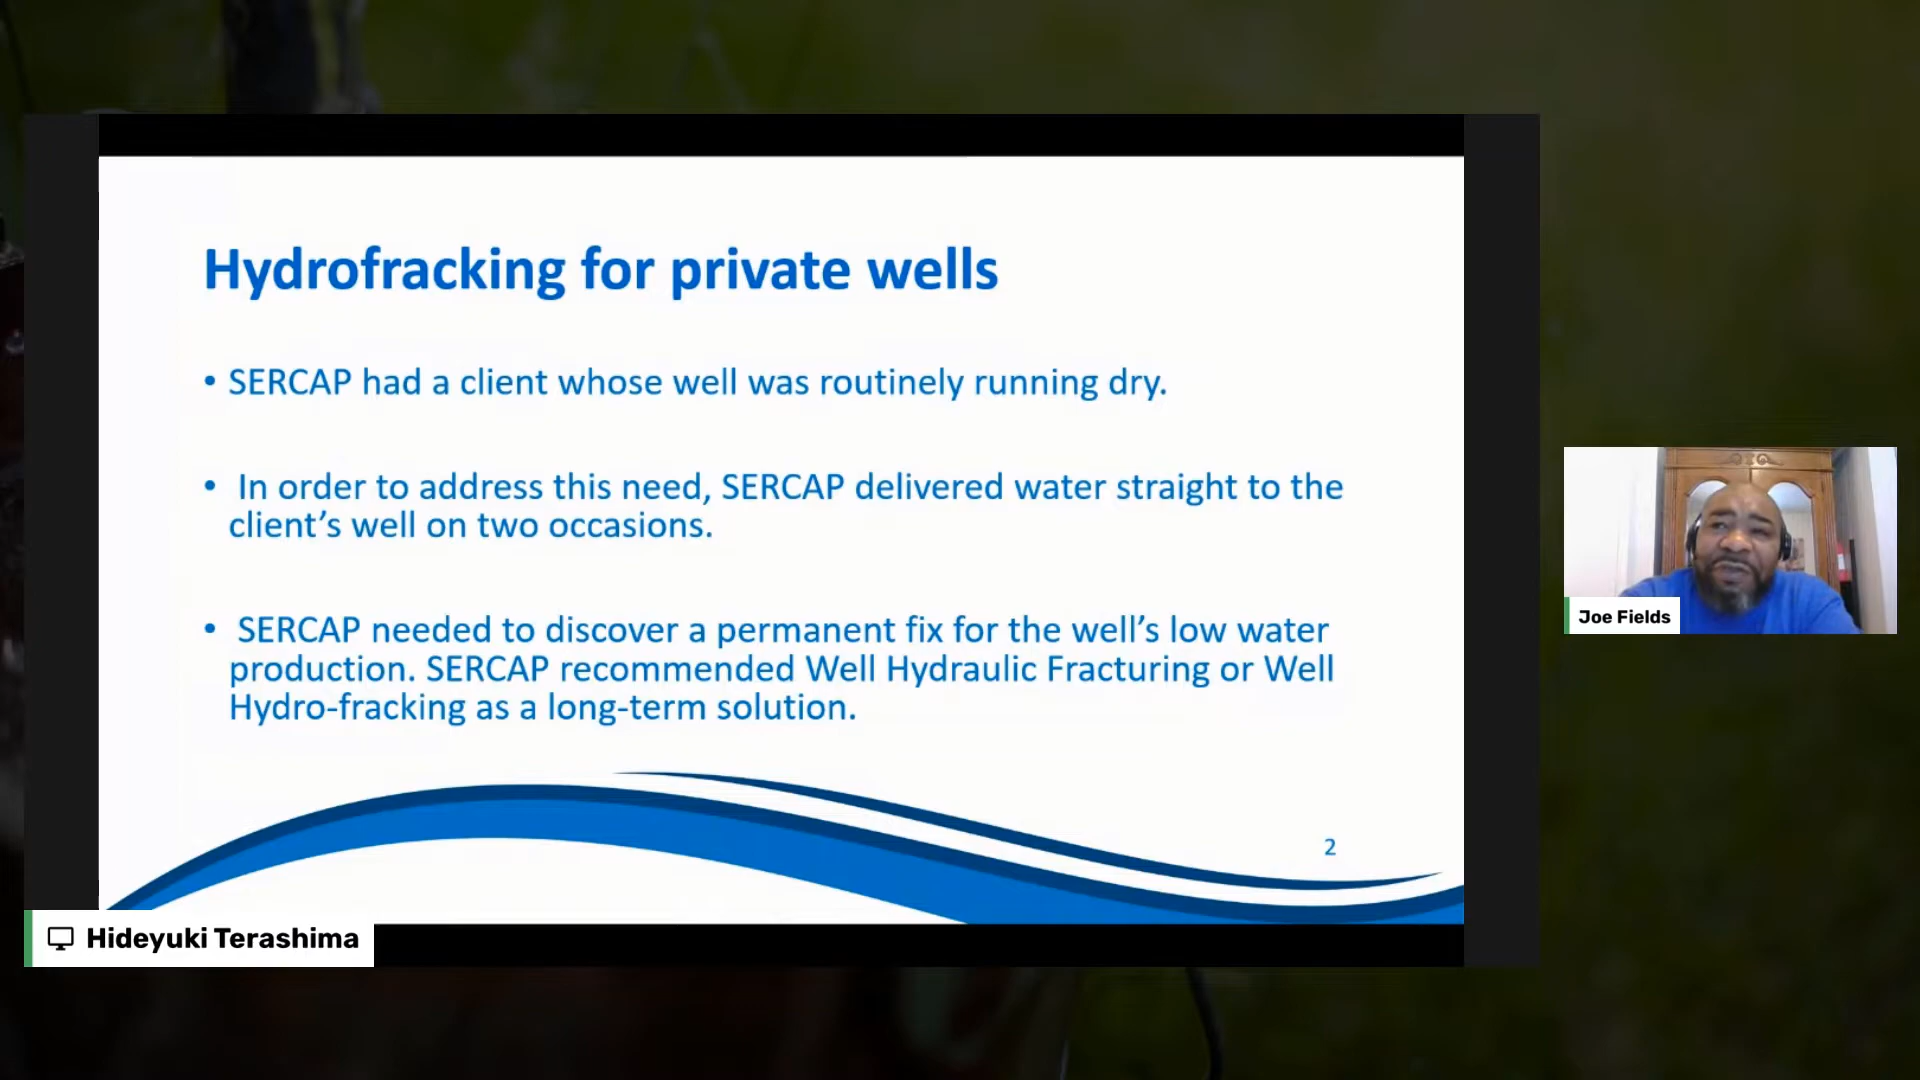 Hydrofracking for private wells
• SERCAP had a client whose well was routinely running dry.
• In order to address this need, SERCAP delivered water straight to the
client’s well on two occasions.
• SERCAP needed to discover a permanent fix for the well’s low water
production. SERCAP recommended Well Hydraulic Fracturing or Well
Hydro-fracking as a long-term solution.
2
Hideyuki Terashima
Joe Fields